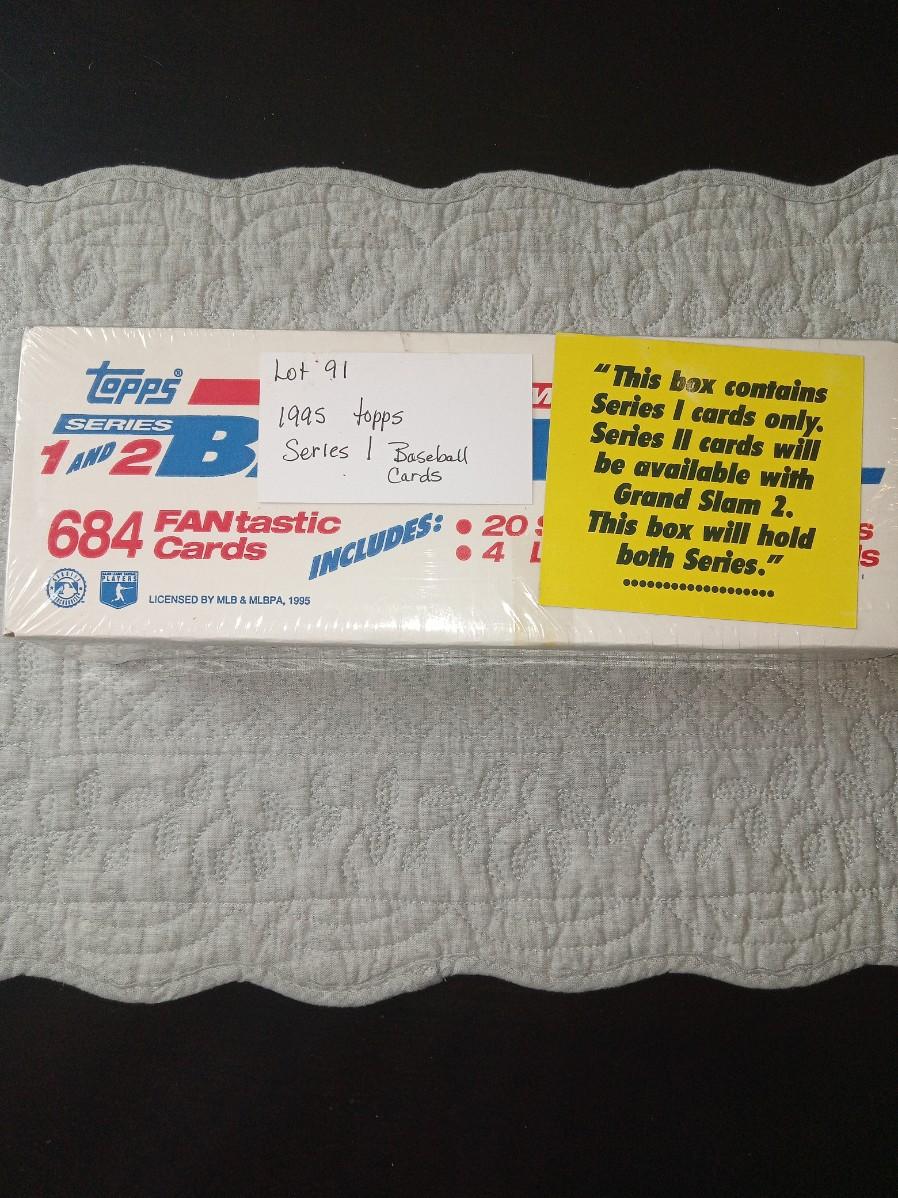 topps®
SERIES
1 AND 2 B
684 FANtastic
Cards
INCLUDES:
• 20
• 4
LICENSED BY MLB & MLBPA, 1995
Lot 91
1995 topps
Series 1 Baseball
Cards
"This box contains
Series I cards only.
Series II cards will
be available with
Grand Slam 2.
This box will hold
both Series."